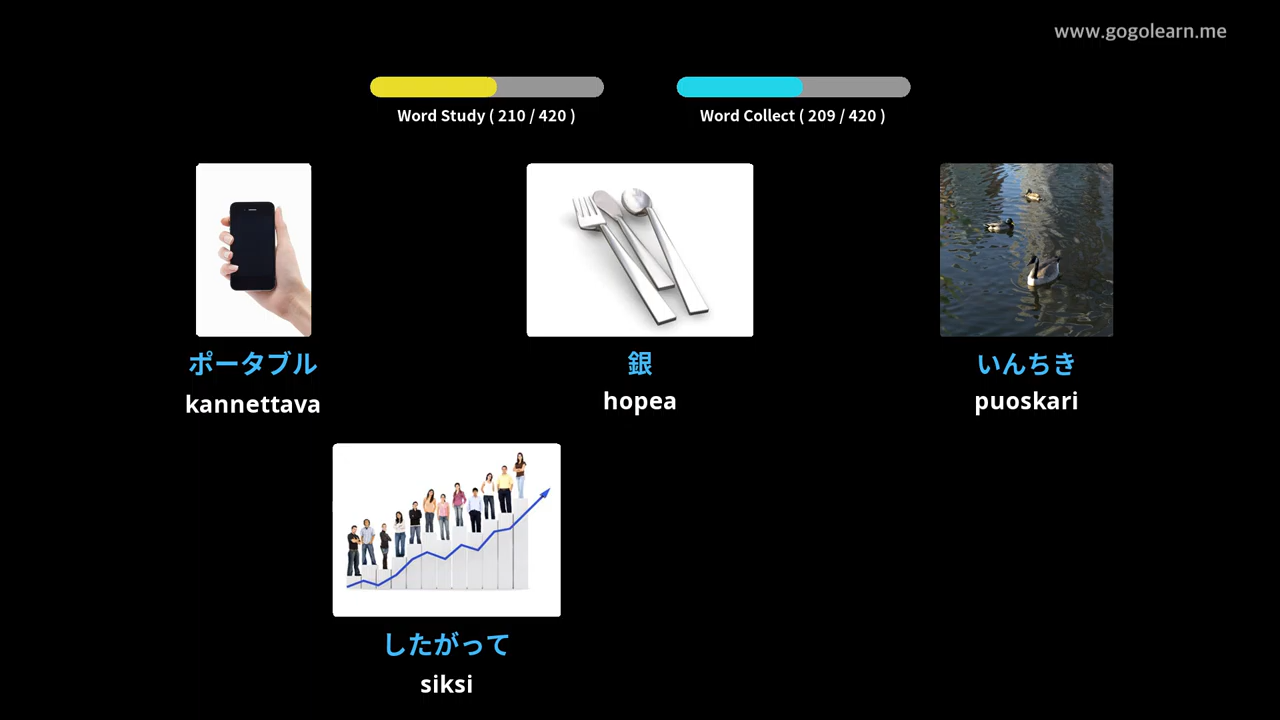 www.gogolearn.me
Word Study ( 210 / 420 )
Word Collect ( 209 / 420 )
ポータブル
kannettava
銀
hopea
いんちき
puoskari
したがって
siksi